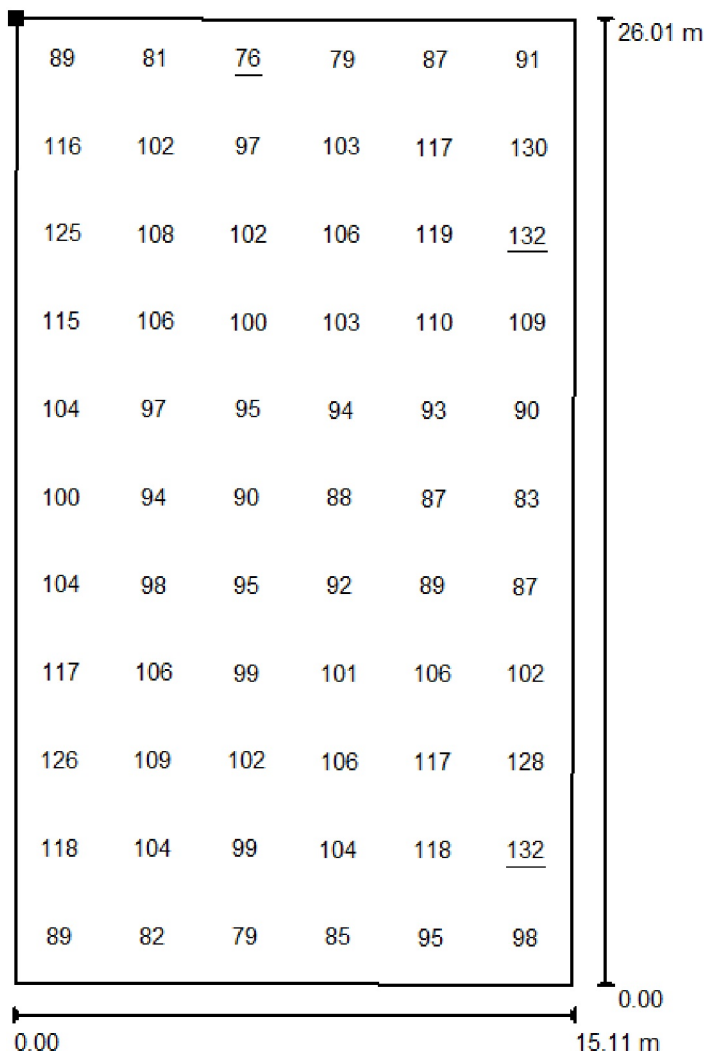 26.01 m
89 81 76 79 87 91
116 102 97 103 117 130
125 108 102 106 119 132
115 106 100 103 110 109
104 97 95 94 93 90
100 94 90 88 87 83
104 98 95 92 89 87
117 106 99 101 106 102
126 109 102 106 117 128
118 104 99 104 118 132
89 82 79 85 95 98
0.00
0.00 15.11 m